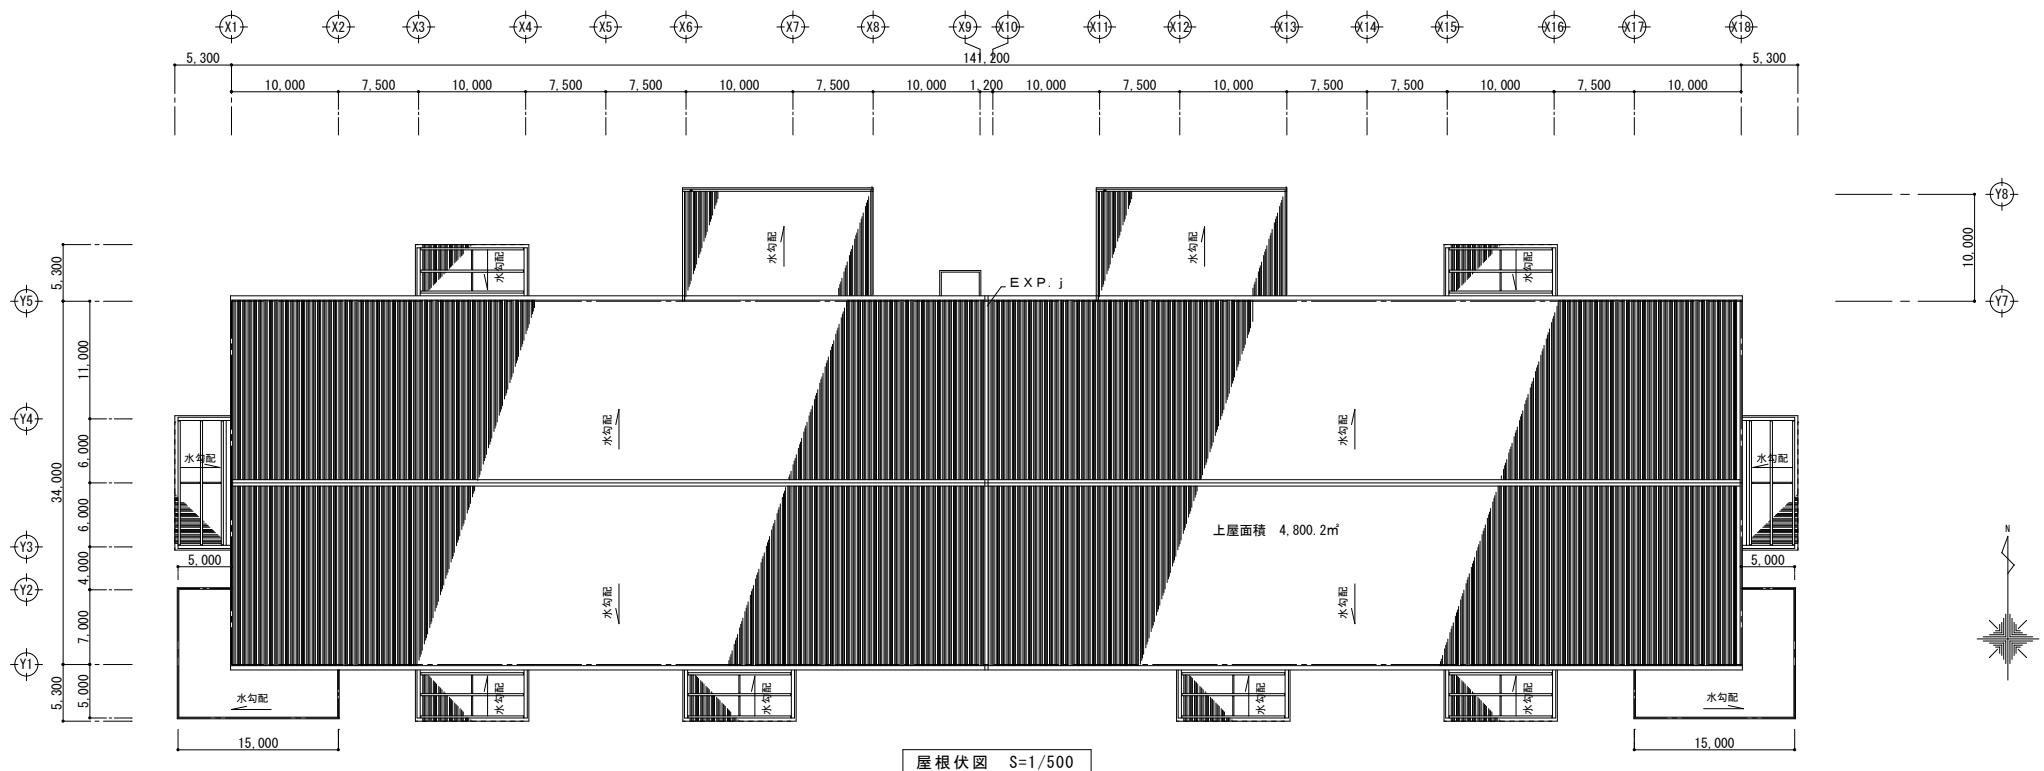 X1 X2 X3 X4 X5 X6 X7 X8 X9 X10 X11 X12 X13 X14 X15 X16 X17 X18
5,300 141,200 5,300
10,000 7,500 10,000 7,500 7,500 10,000 7,500 10,000 1,200 10,000 7,500 10,000 7,500 7,500 10,000 7,500 10,000
Y8
10,000
Y7
水勾配 水勾配
水勾配 水勾配
EXP.j
5,300
Y5
11,000
Y4
水勾配 水勾配
6,000
水勾配 水勾配
34,000
6,000
上屋面積 4,800.2㎡
Y3
5,000 5,000
4,000
Y2
水勾配 水勾配
7,000
Y1
5,300 5,000
水勾配 水勾配 水勾配 水勾配 水勾配 水勾配
15,000 15,000
N
屋根伏図 S=1/500